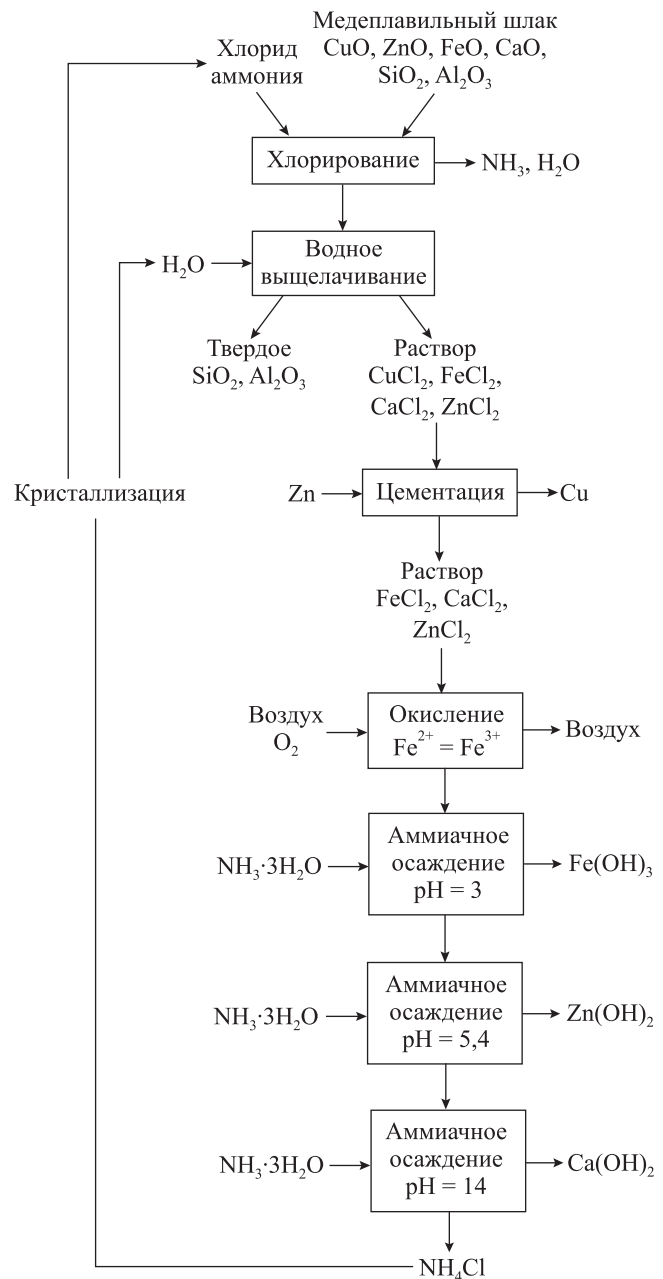 Хлорид
аммония
Медеплавильный шлак
CuO, ZnO, FeO, CaO,
SiO₂, Al₂O₃
Хлорирование
NH₃, H₂O
H₂O
Водное
выщелачивание
Твердое
SiO₂, Al₂O₃
Раствор
CuCl₂, FeCl₂,
CaCl₂, ZnCl₂
Кристаллизация
Zn
Цементация
Cu
Раствор
FeCl₂, CaCl₂,
ZnCl₂
Воздух
O₂
Окисление
Fe²⁺ = Fe³⁺
Воздух
NH₃·3H₂O
Аммиачное
осаждение
pH = 3
Fe(OH)₃
NH₃·3H₂O
Аммиачное
осаждение
pH = 5,4
Zn(OH)₂
NH₃·3H₂O
Аммиачное
осаждение
pH = 14
Ca(OH)₂
NH₄Cl